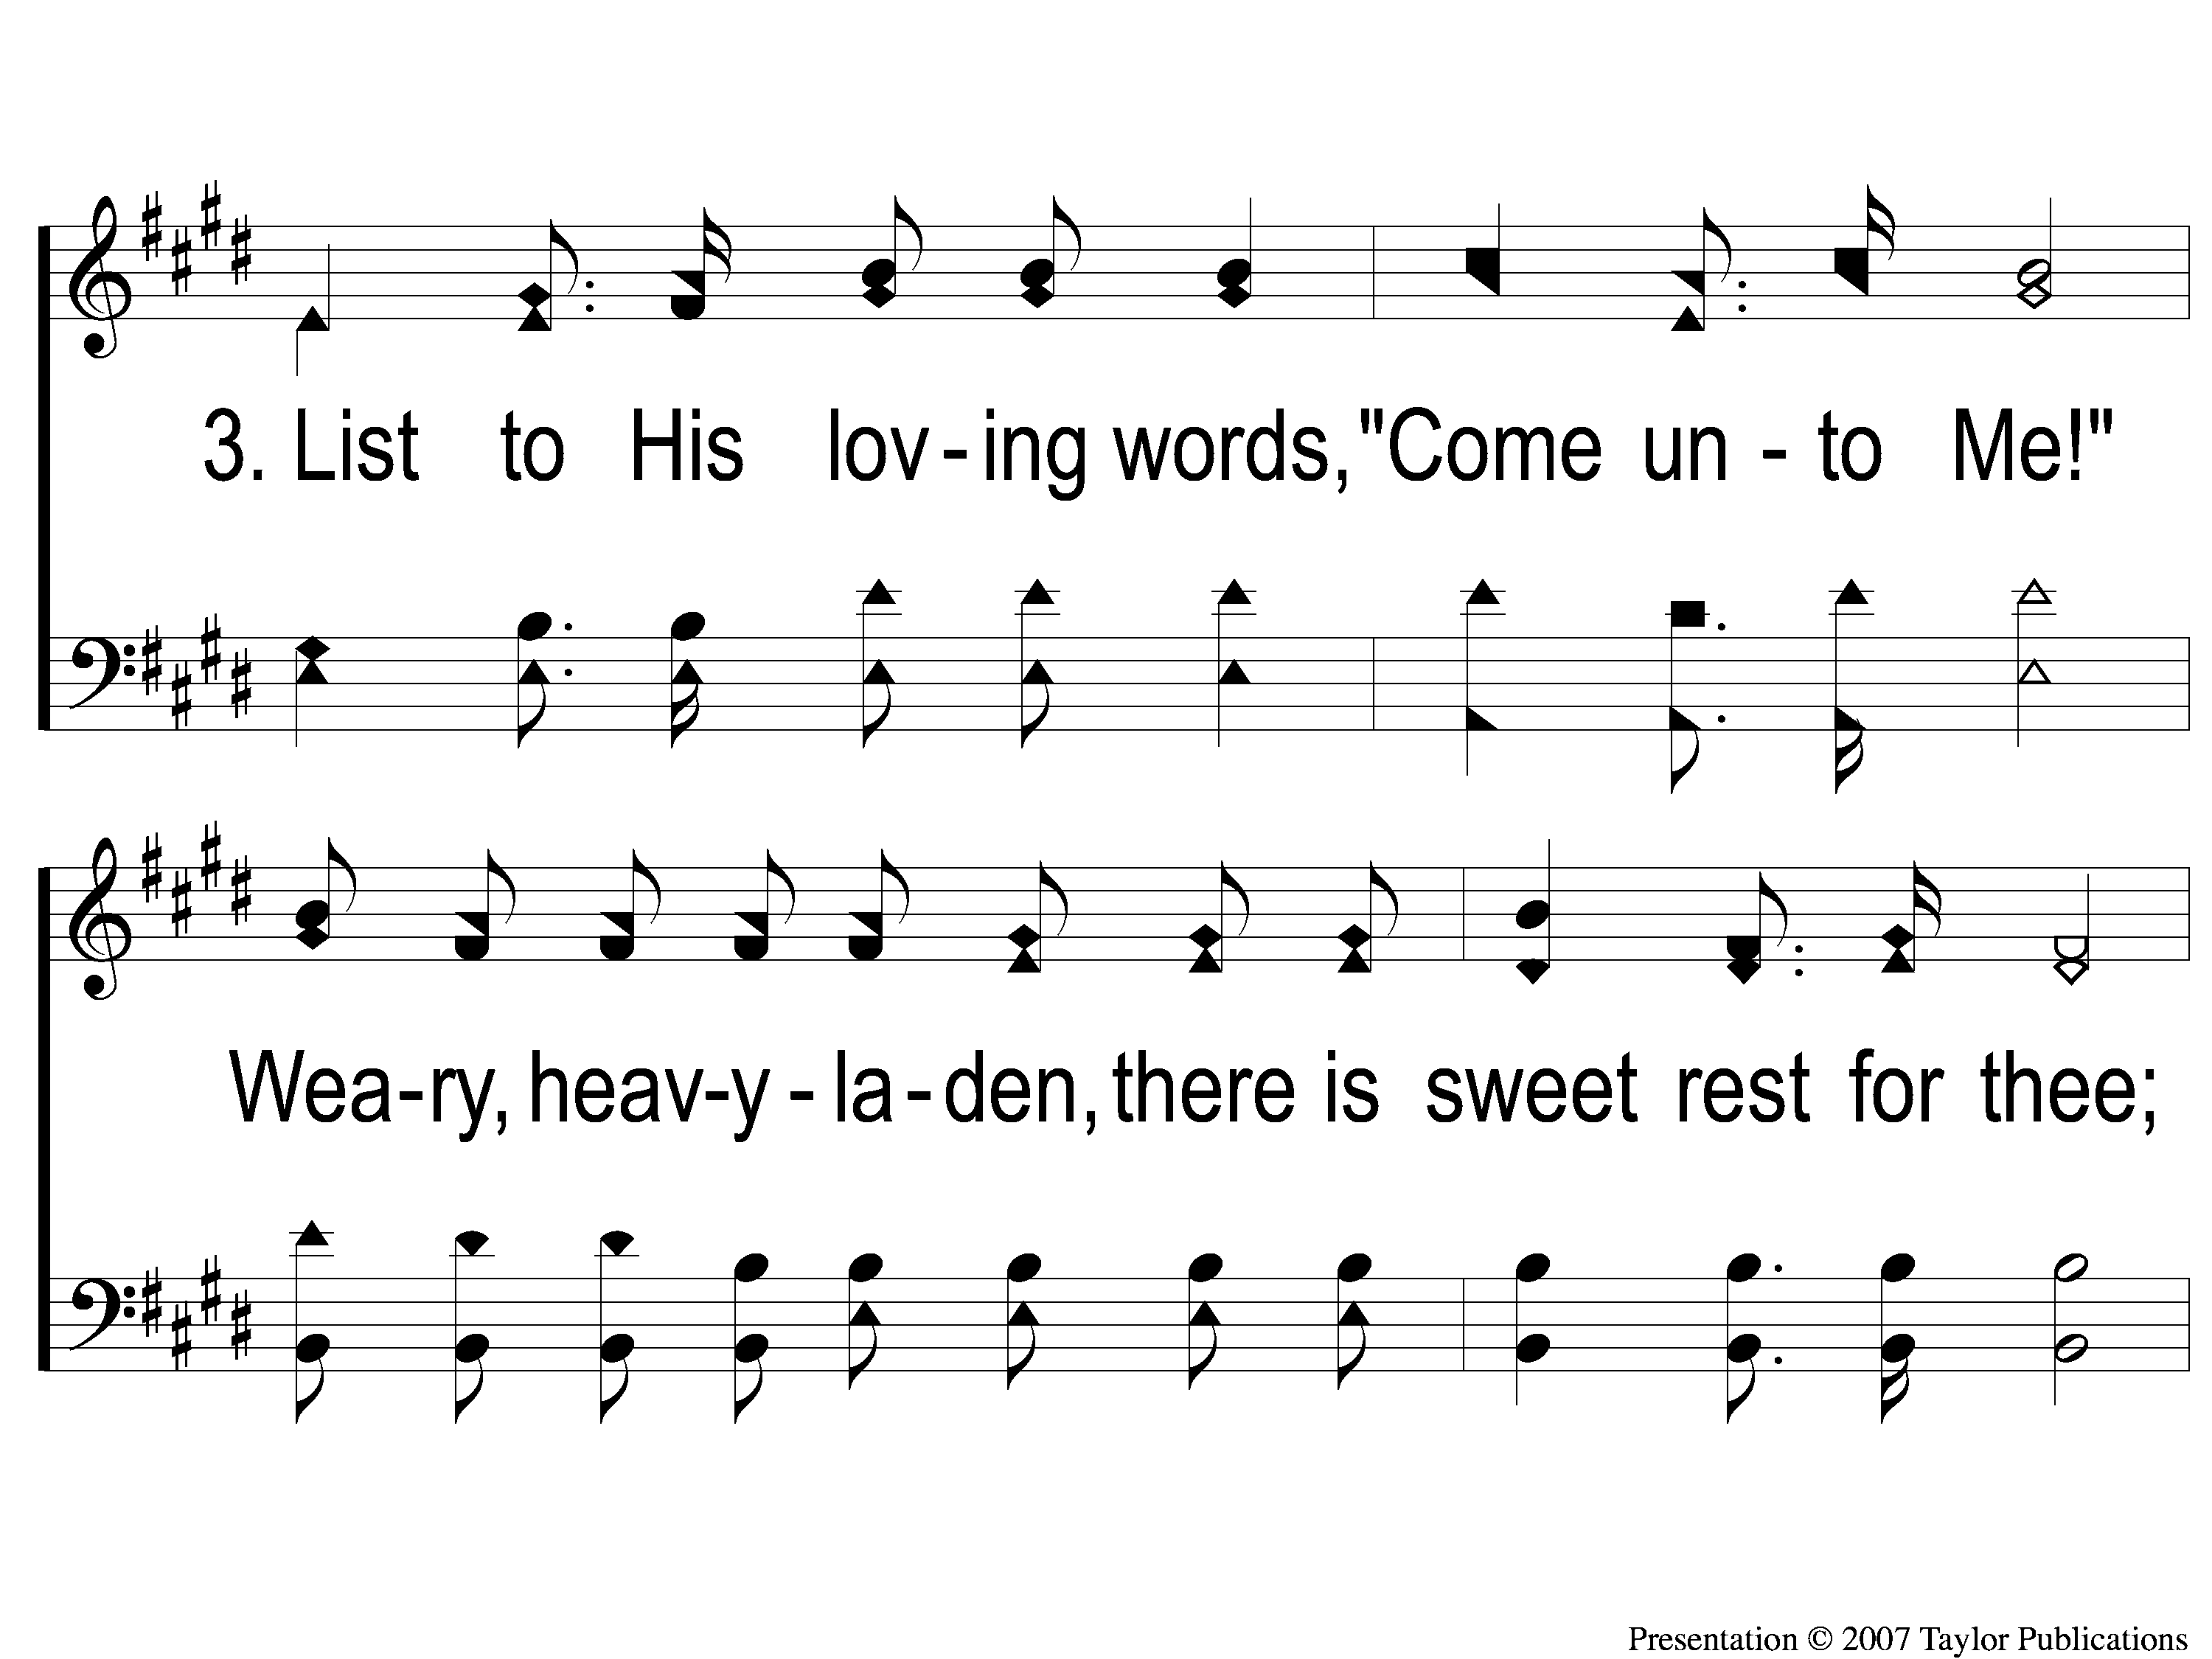 3. List to His lov - ing words, "Come un - to Me!"
Wea-ry, heav-y - la - den, there is sweet rest for thee;
Presentation © 2007 Taylor Publications